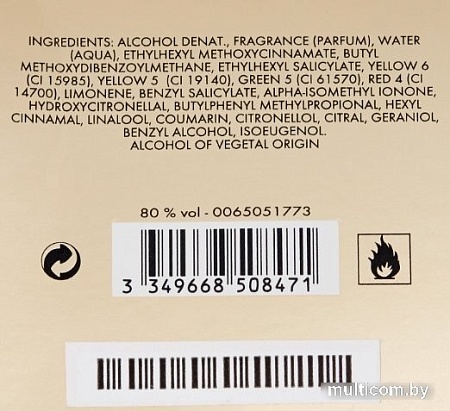 INGREDIENTS: ALCOHOL DENAT., FRAGRANCE (PARFUM), WATER
(AQUA), ETHYLHEXYL METHOXYCINNAMATE, BUTYL
METHOXYDIBENZOYLMETHANE, ETHYLHEXYL SALICYLATE, YELLOW 6
(CI 15985), YELLOW 5 (CI 19140), GREEN 5 (CI 61570), RED 4 (CI
14700), LIMONENE, BENZYL SALICYLATE, ALPHA-ISOMETHYL IONONE,
HYDROXYCITRONELLAL, BUTYLPHENYL METHYLPROPIONAL, HEXYL
CINNAMAL, LINALOOL, COUMARIN, CITRONELLOL, CITRAL, GERANIOL,
BENZYL ALCOHOL, ISOEUGENOL.
ALCOHOL OF VEGETAL ORIGIN
80 % vol - 0065051773
3 349668 508471
multicom.by